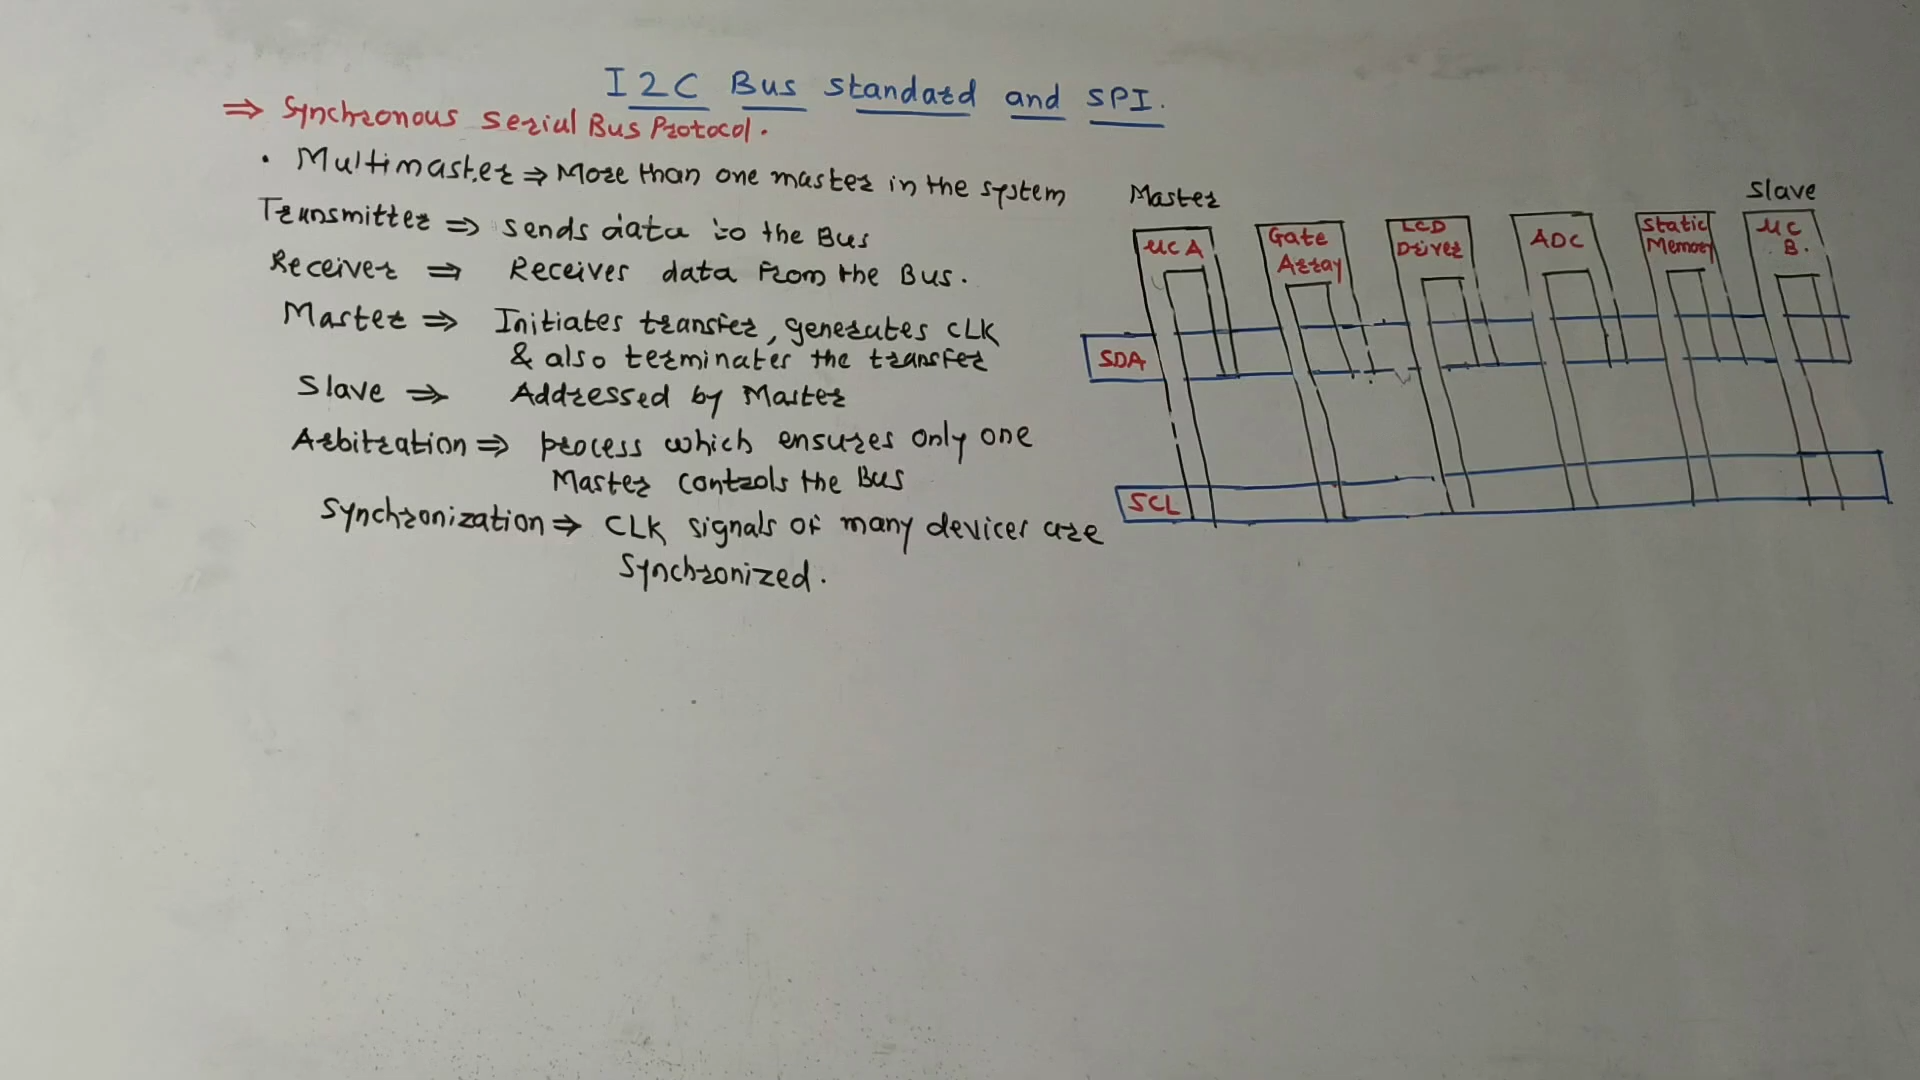 I2C Bus Standard and SPI.
⇒ Synchronous Serial Bus Protocol.
• Multimaster ⇒ More than one master in the system
Transmitter ⇒ sends data to the Bus
Receiver ⇒ Receives data from the Bus.
Master ⇒ Initiates transfer, generates CLK
& also terminates the transfer
Slave ⇒ Addressed by Master
Arbitration ⇒ process which ensures only one
Master controls the Bus
Synchronization ⇒ CLK signals of many devices are
Synchronized.
Master
Slave
μC A
Gate
Array
LCD
Driver
ADC
Static
Memory
μC
B.
SDA
SCL